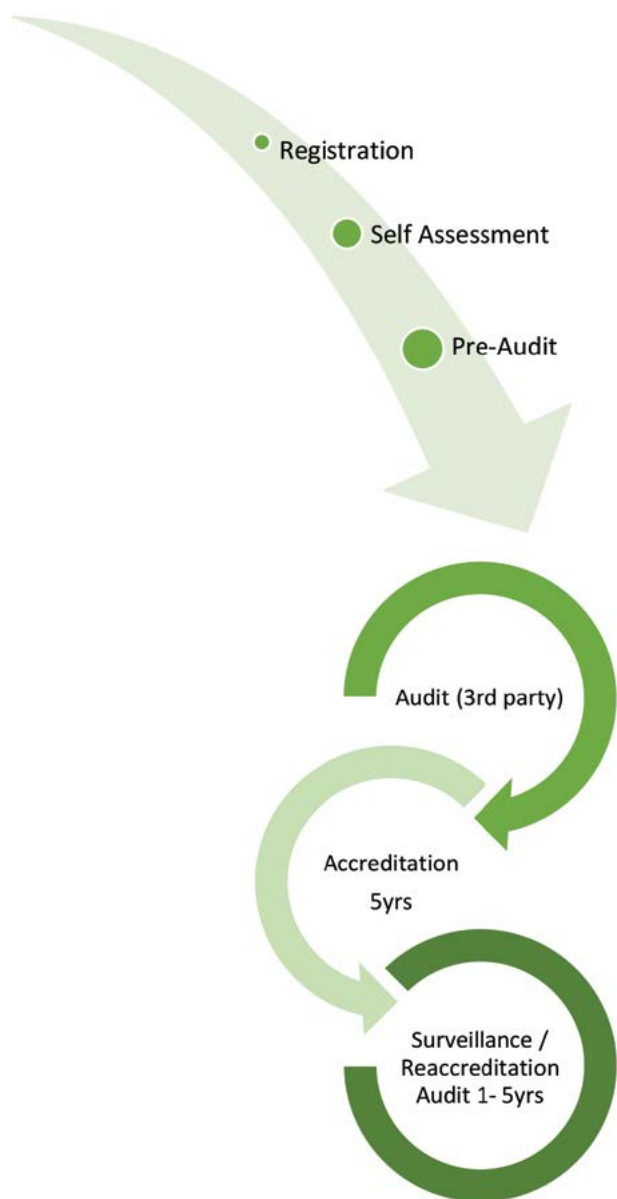 Registration
Self Assessment
Pre-Audit
Audit (3rd party)
Accreditation
5yrs
Surveillance /
Reaccreditation
Audit 1- 5yrs